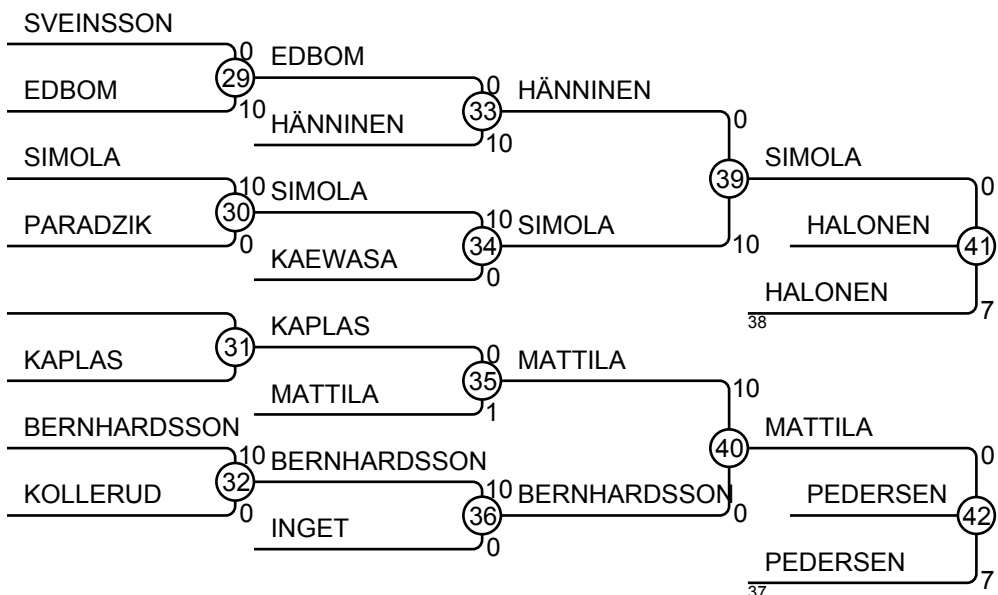 SVEINSSON
0
29
EDBOM
10
EDBOM
0
33
HÄNNINEN
10
HÄNNINEN
0
SIMOLA
10
30
PARADZIK
0
SIMOLA
10
34
KAEWASA
0
SIMOLA
10
39
SIMOLA
0
HALONEN
41
HALONEN
38
7
31
KAPLAS
KAPLAS
0
35
MATTILA
1
MATTILA
10
BERNHARDSSON
10
32
KOLLERUD
0
BERNHARDSSON
10
36
INGET
0
BERNHARDSSON
0
40
MATTILA
0
PEDERSEN
42
PEDERSEN
37
7